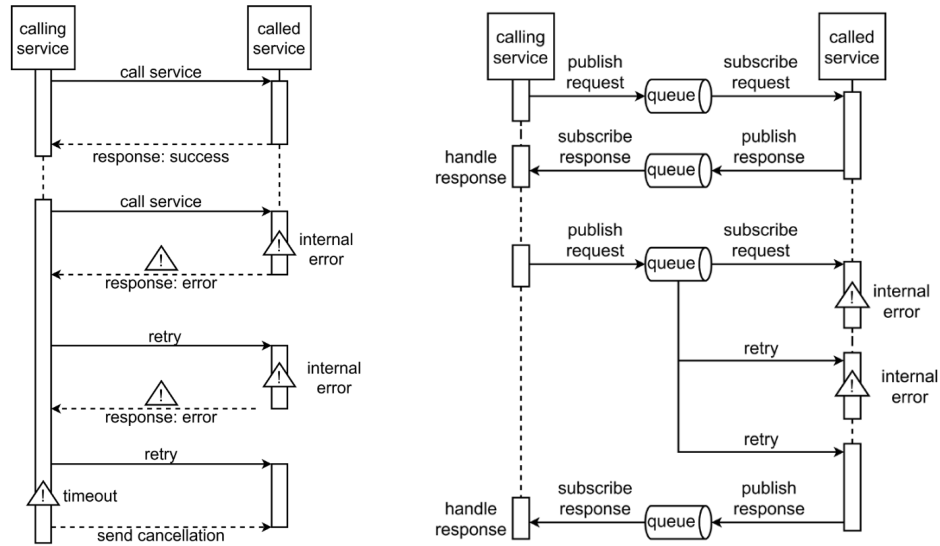 calling
service
called
service
call service
response: success
call service
!
internal
error
!
response: error
retry
!
internal
error
!
response: error
retry
!
timeout
send cancellation
calling
service
called
service
publish
request
queue
subscribe
request
handle
response
subscribe
response
queue
publish
response
publish
request
queue
subscribe
request
!
internal
error
retry
!
internal
error
retry
handle
response
subscribe
response
queue
publish
response